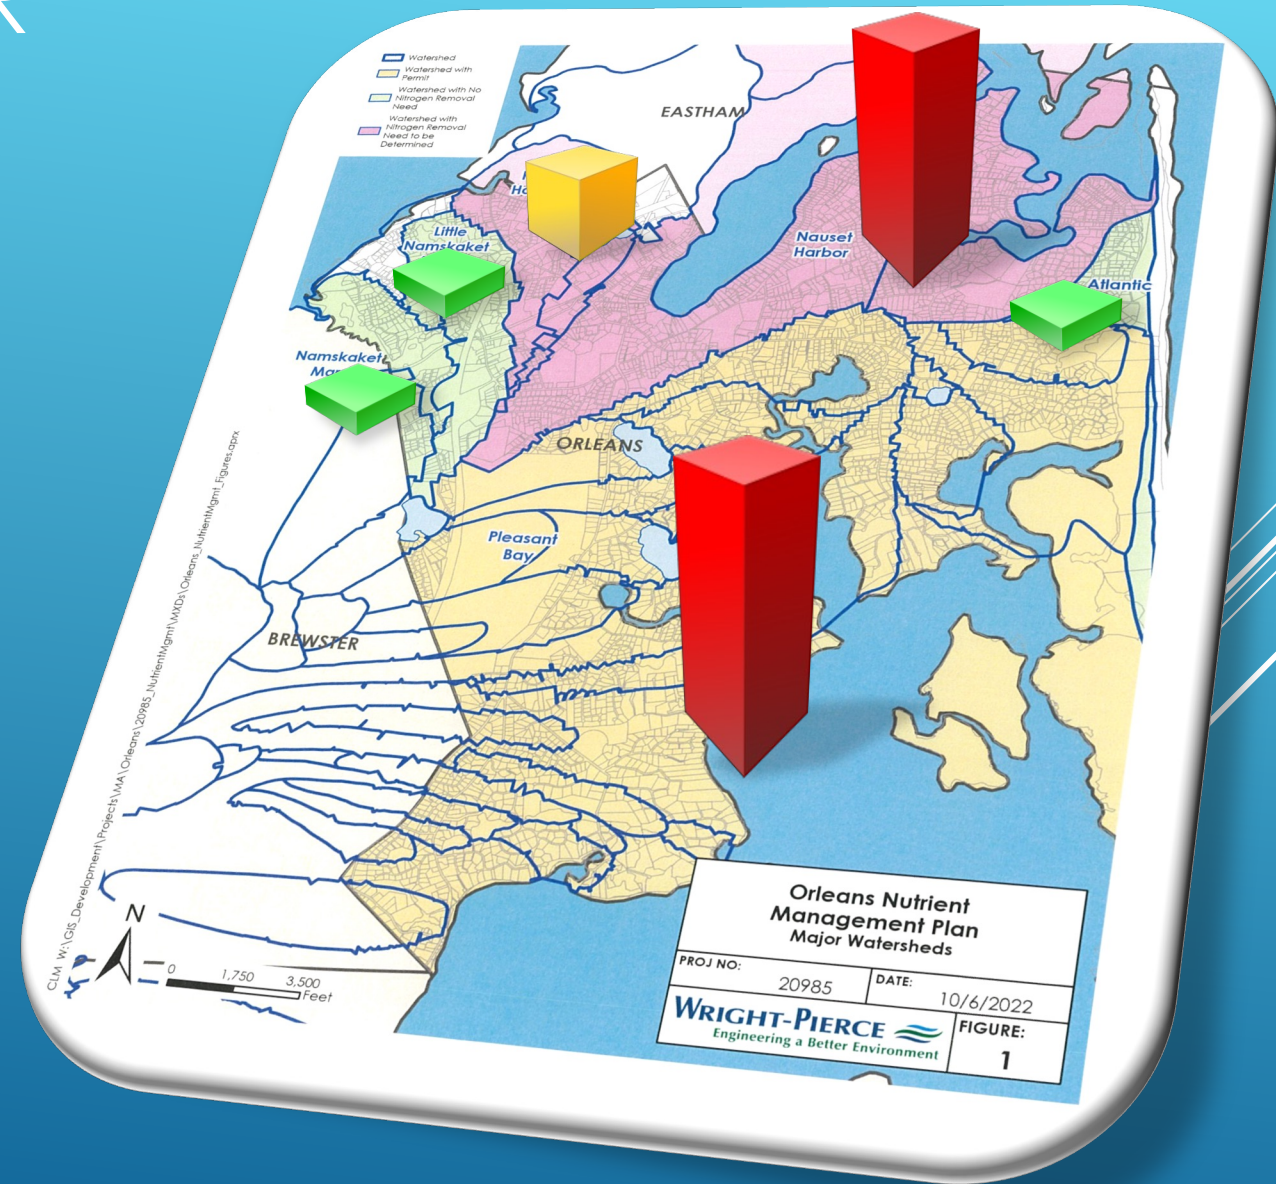 Watershed
Watershed with
Permit
Watershed with No
Nitrogen Removal
Need
Watershed with
Nitrogen Removal
Need to be
Determined
EASTHAM
Little
Namskaket
Nauset
Harbor
Atlantic
Namskaket
ORLEANS
Pleasant
Bay
BREWSTER
CLM W:\GIS_Development\Projects\MA\Orleans\20985_NutrientMgmt\MXDs\Orleans_NutrientMgmt_Figures.aprx
N
0 1,750 3,500
Feet
Orleans Nutrient
Management Plan
Major Watersheds
PROJ NO:
20985
DATE:
10/6/2022
WRIGHT-PIERCE
Engineering a Better Environment
FIGURE:
1